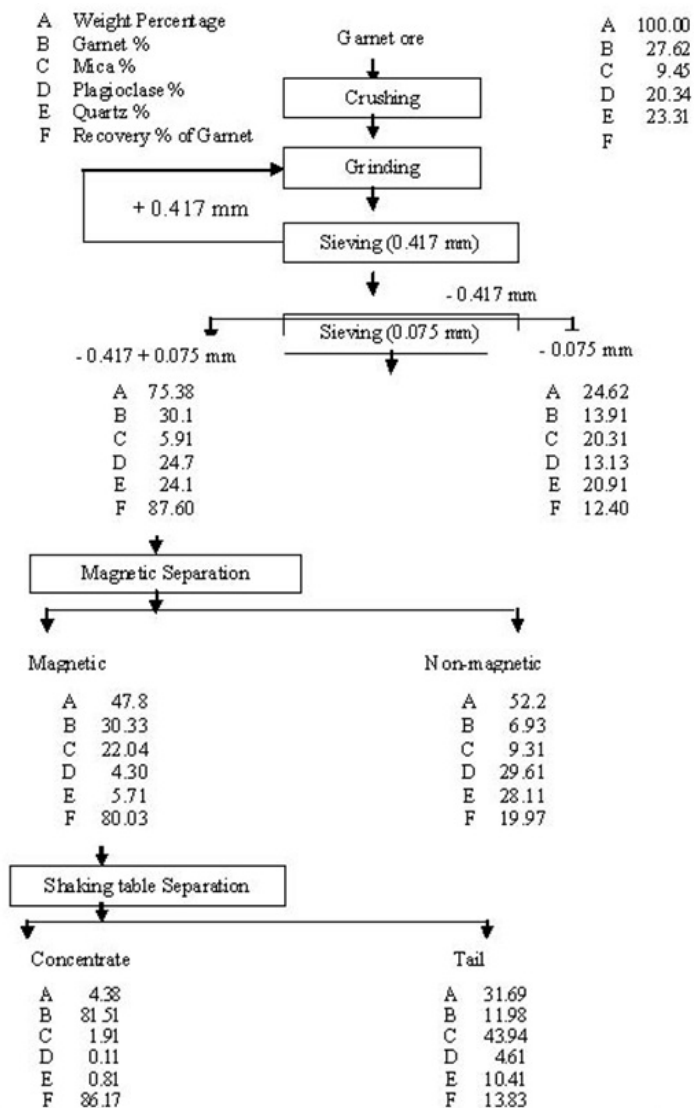 A Weight Percentage
B Garnet %
C Mica %
D Plagioclase %
E Quartz %
F Recovery % of Garnet
Garnet ore
A 100.00
B 27.62
C 9.45
D 20.34
E 23.31
F
Crushing
Grinding
+ 0.417 mm
Sieving (0.417 mm)
- 0.417 mm
Sieving (0.075 mm)
- 0.417 + 0.075 mm
- 0.075 mm
A 75.38
B 30.1
C 5.91
D 24.7
E 24.1
F 87.60
A 24.62
B 13.91
C 20.31
D 13.13
E 20.91
F 12.40
Magnetic Separation
Magnetic
Non-magnetic
A 47.8
B 30.33
C 22.04
D 4.30
E 5.71
F 80.03
A 52.2
B 6.93
C 9.31
D 29.61
E 28.11
F 19.97
Shaking table Separation
Concentrate
Tail
A 4.38
B 81.51
C 1.91
D 0.11
E 0.81
F 86.17
A 31.69
B 11.98
C 43.94
D 4.61
E 10.41
F 13.83